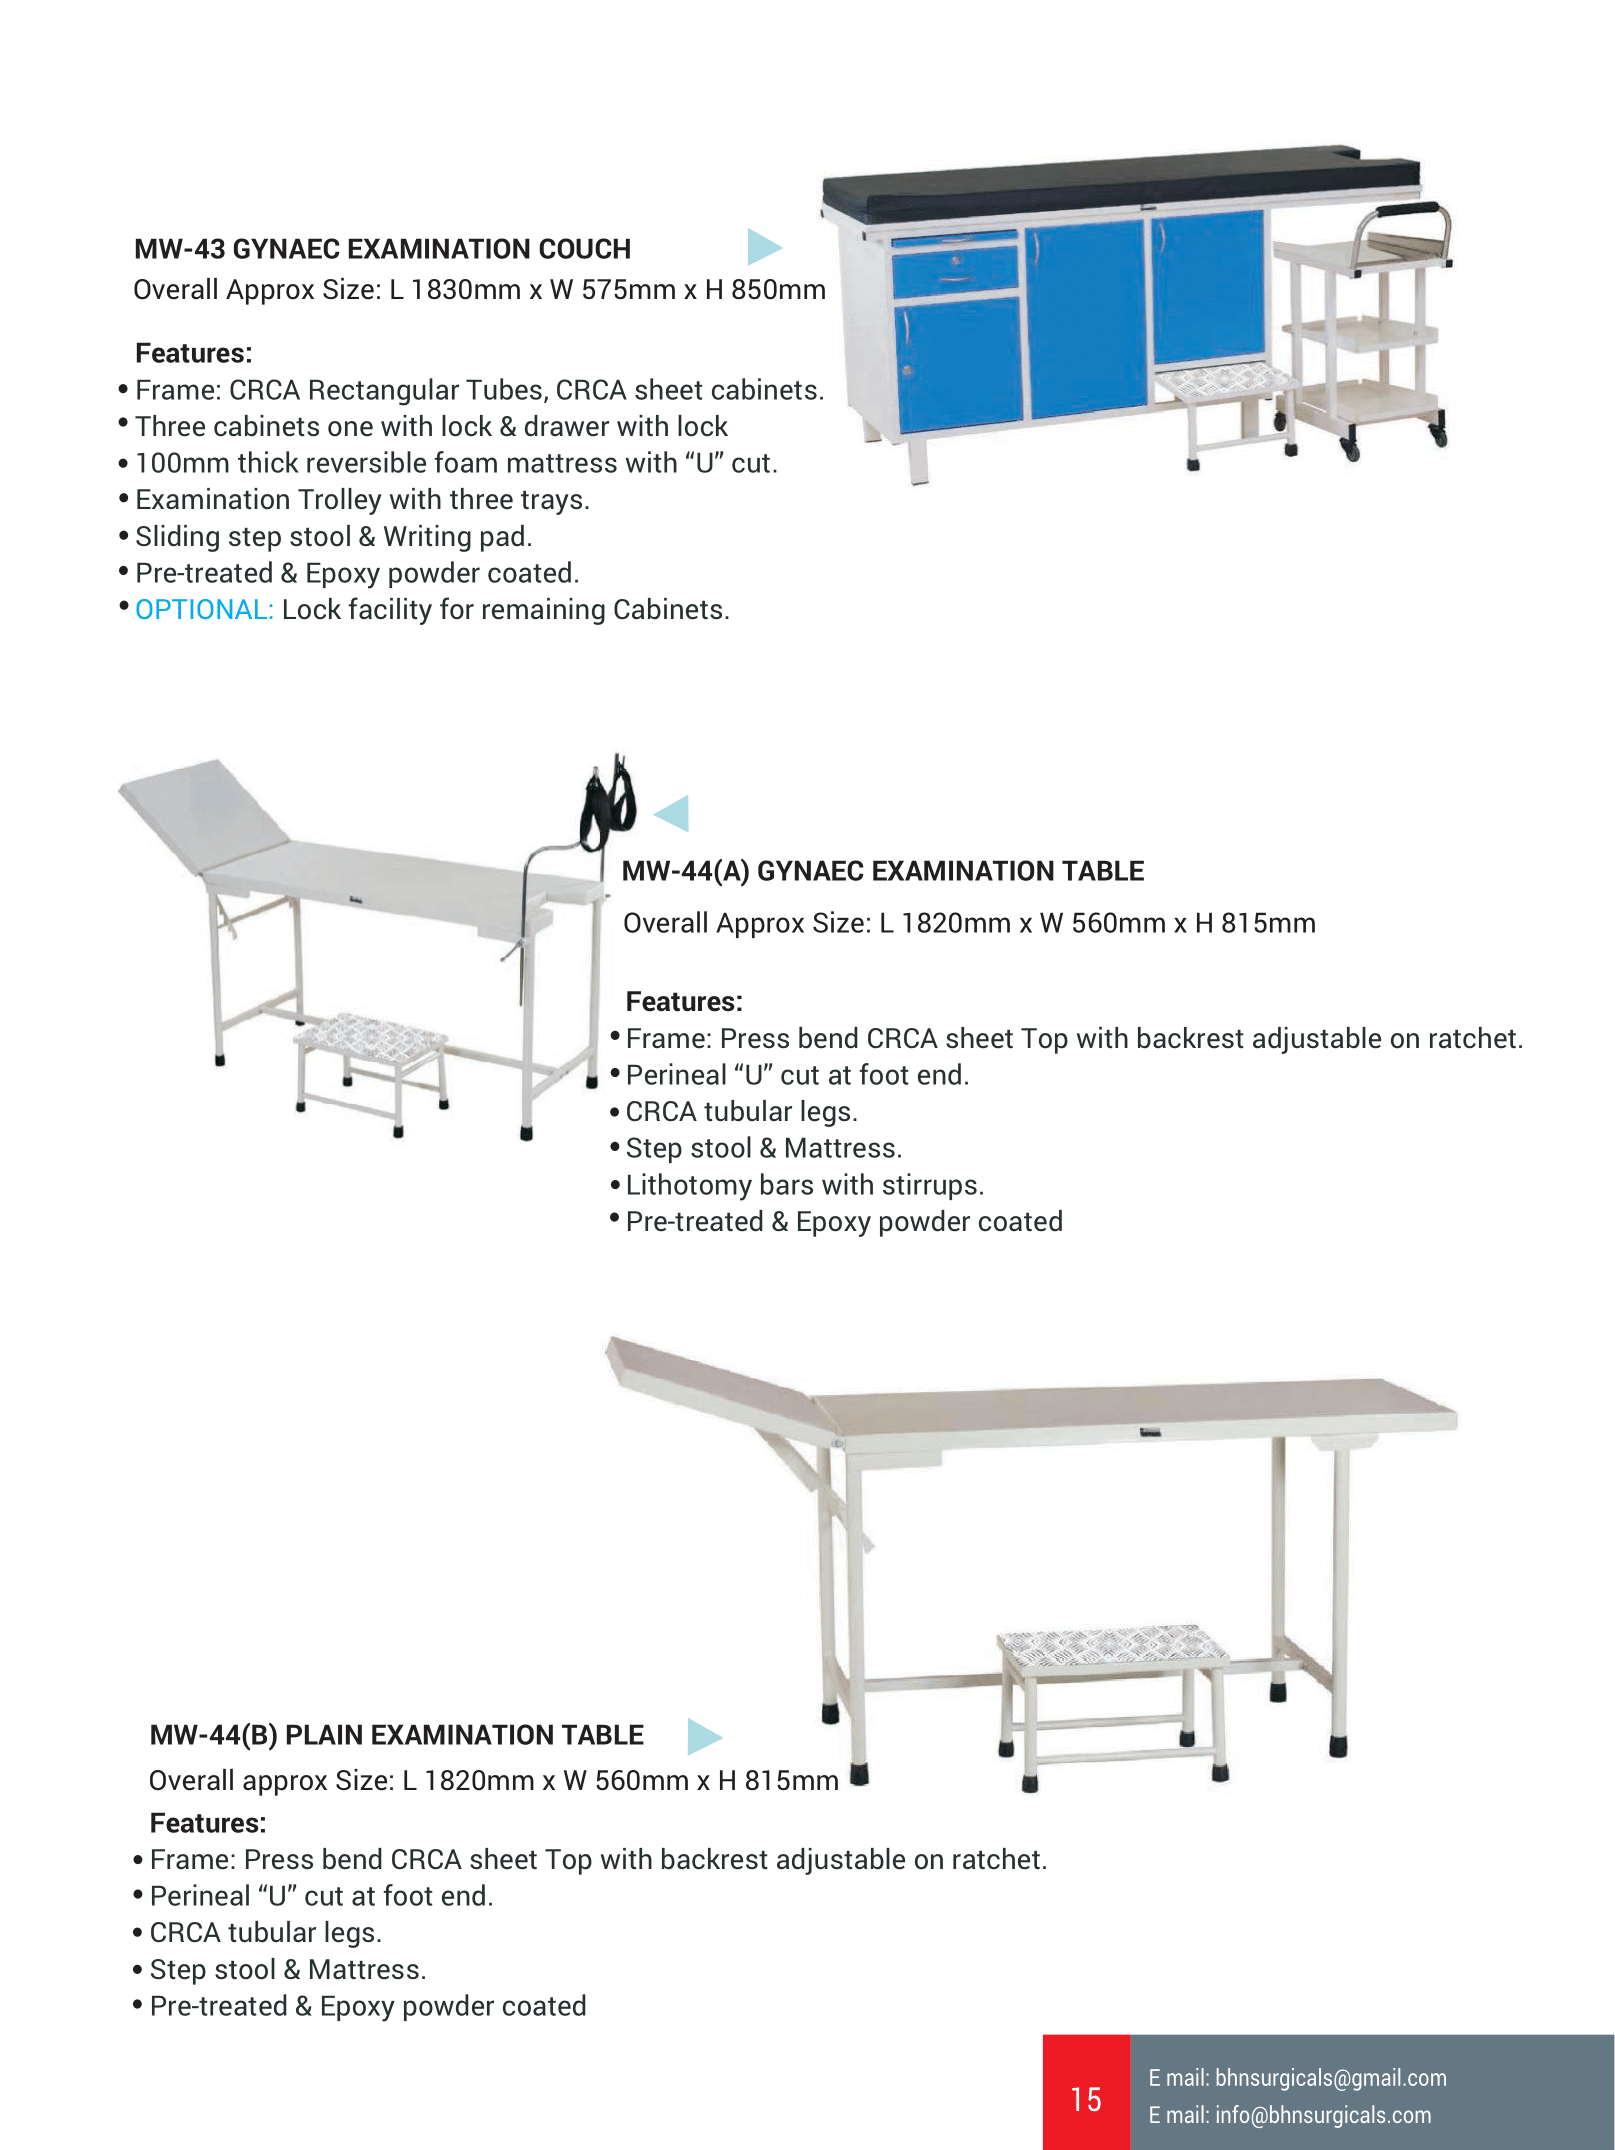 MW-43 GYNAEC EXAMINATION COUCH
Overall Approx Size: L 1830mm x W 575mm x H 850mm
Features:
• Frame: CRCA Rectangular Tubes, CRCA sheet cabinets.
• Three cabinets one with lock & drawer with lock
• 100mm thick reversible foam mattress with “U” cut.
• Examination Trolley with three trays.
• Sliding step stool & Writing pad.
• Pre-treated & Epoxy powder coated.
• OPTIONAL: Lock facility for remaining Cabinets.
MW-44(A) GYNAEC EXAMINATION TABLE
Overall Approx Size: L 1820mm x W 560mm x H 815mm
Features:
• Frame: Press bend CRCA sheet Top with backrest adjustable on ratchet.
• Perineal “U” cut at foot end.
• CRCA tubular legs.
• Step stool & Mattress.
• Lithotomy bars with stirrups.
• Pre-treated & Epoxy powder coated
MW-44(B) PLAIN EXAMINATION TABLE
Overall approx Size: L 1820mm x W 560mm x H 815mm
Features:
• Frame: Press bend CRCA sheet Top with backrest adjustable on ratchet.
• Perineal “U” cut at foot end.
• CRCA tubular legs.
• Step stool & Mattress.
• Pre-treated & Epoxy powder coated
15
E mail: bhnsurgicals@gmail.com
E mail: info@bhnsurgicals.com